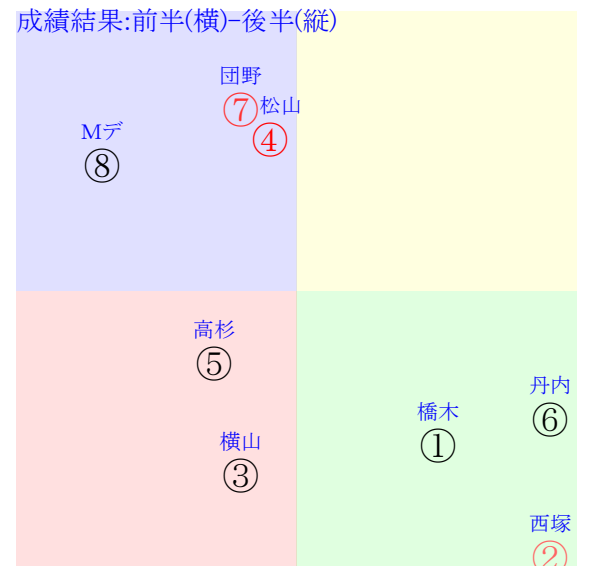 成績結果:前半(横)-後半(縦)
団野
⑦
松山
④
Mデ
⑧
高杉
⑤
丹内
⑥
橋木
①
横山
③
西塚
②